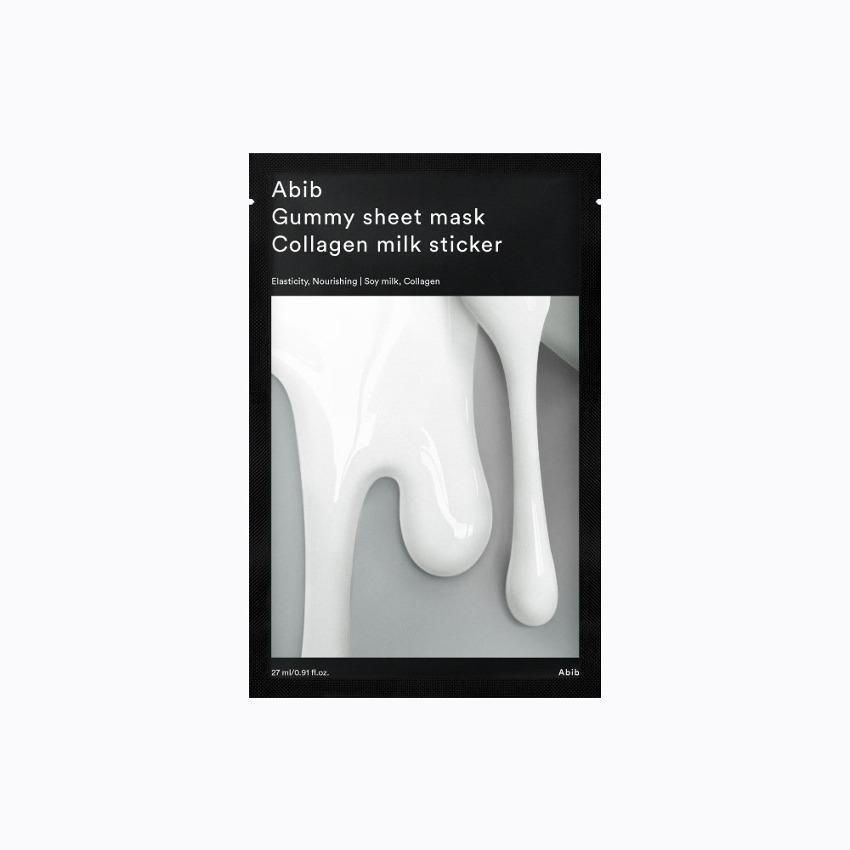 Abib
Gummy sheet mask
Collagen milk sticker
Elasticity, Nourishing | Soy milk, Collagen
27 ml/0.91 fl.oz.
Abib